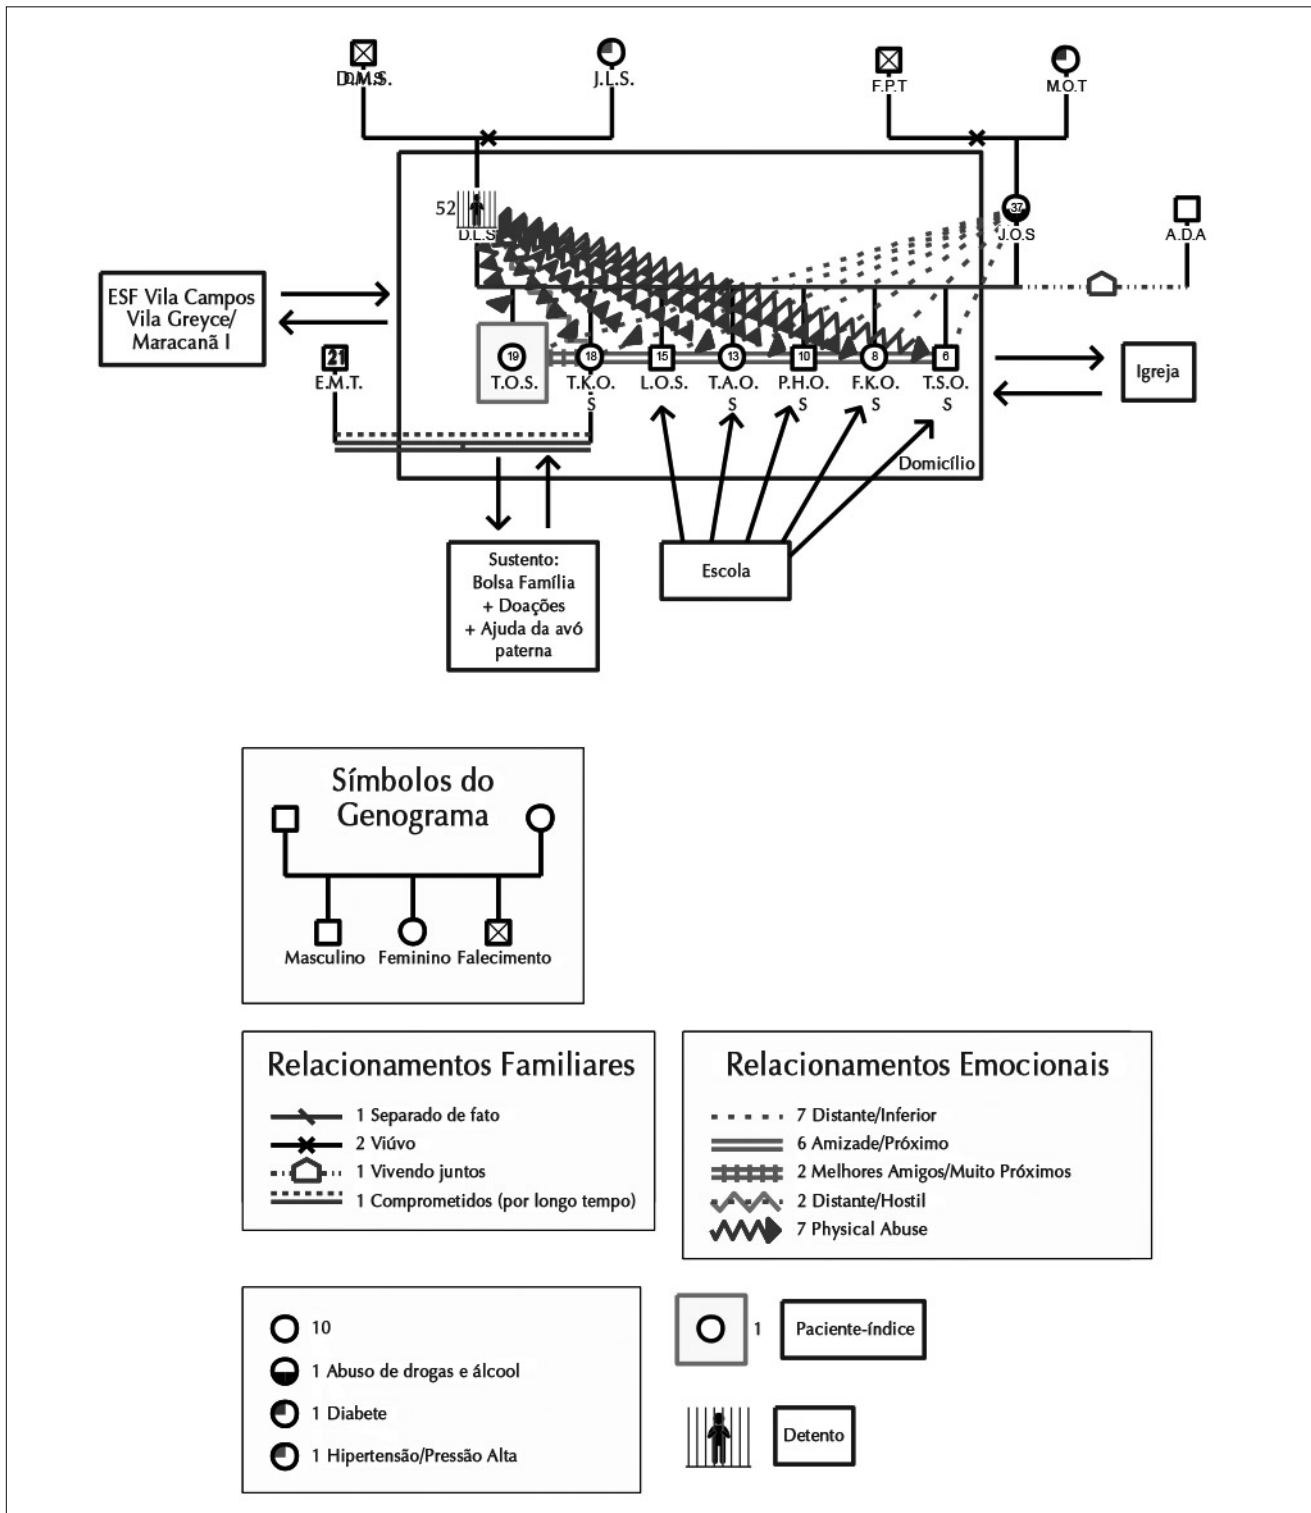 D.M.S.
J.L.S.
F.P.T
M.O.T
52
D.L.S
37
J.O.S
A.D.A
ESF Vila Campos
Vila Greyce/
Maracanã I
21
E.M.T.
19
18
15
13
10
8
6
T.O.S.
T.K.O.
S
L.O.S.
T.A.O.
S
P.H.O.
S
F.K.O.
S
T.S.O.
S
Igreja
Domicílio
Sustento:
Bolsa Família
+ Doações
+ Ajuda da avó
paterna
Escola
Símbolos do
Genograma
Masculino
Feminino
Falecimento
Relacionamentos Familiares
1 Separado de fato
2 Viúvo
1 Vivendo juntos
1 Comprometidos (por longo tempo)
Relacionamentos Emocionais
7 Distante/Inferior
6 Amizade/Próximo
2 Melhores Amigos/Muito Próximos
2 Distante/Hostil
7 Physical Abuse
10
1 Abuso de drogas e álcool
1 Diabete
1 Hipertensão/Pressão Alta
1
Paciente-índice
Detento